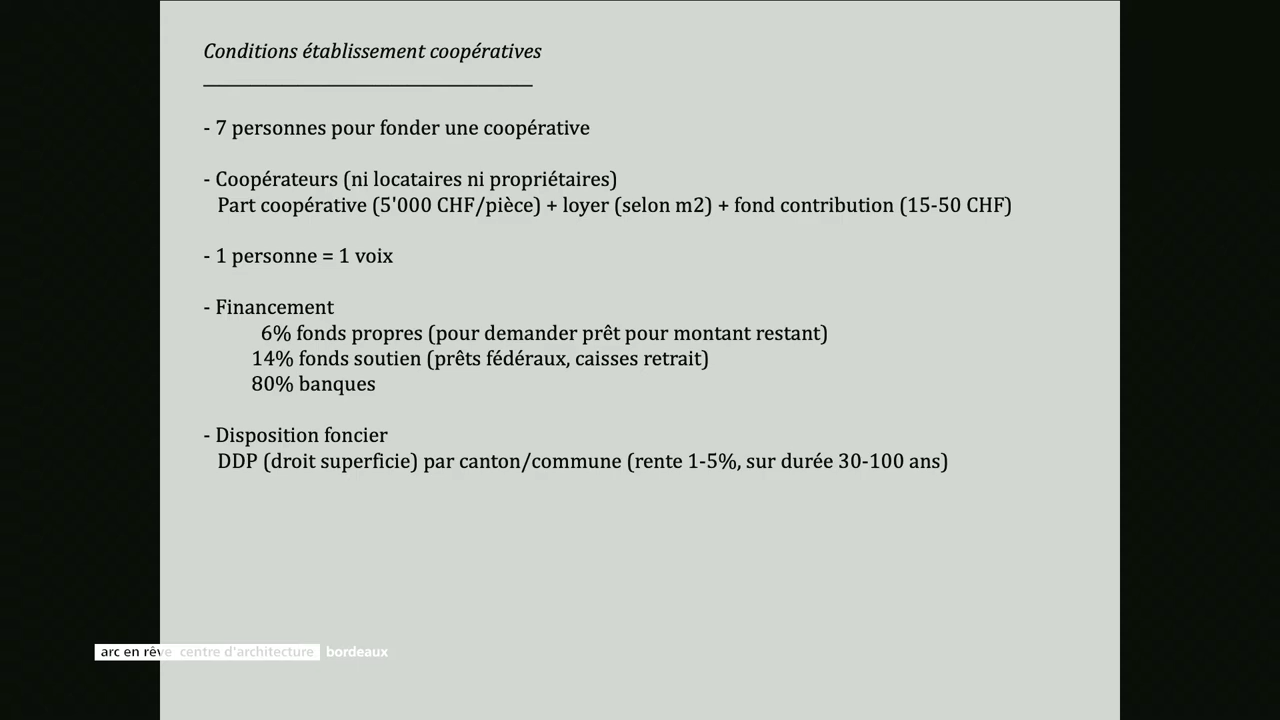 Conditions établissement coopératives
- 7 personnes pour fonder une coopérative
- Coopérateurs (ni locataires ni propriétaires)
Part coopérative (5'000 CHF/pièce) + loyer (selon m2) + fond contribution (15-50 CHF)
- 1 personne = 1 voix
- Financement
6% fonds propres (pour demander prêt pour montant restant)
14% fonds soutien (prêts fédéraux, caisses retrait)
80% banques
- Disposition foncier
DDP (droit superficie) par canton/commune (rente 1-5%, sur durée 30-100 ans)
arc en rêve centre d'architecture bordeaux